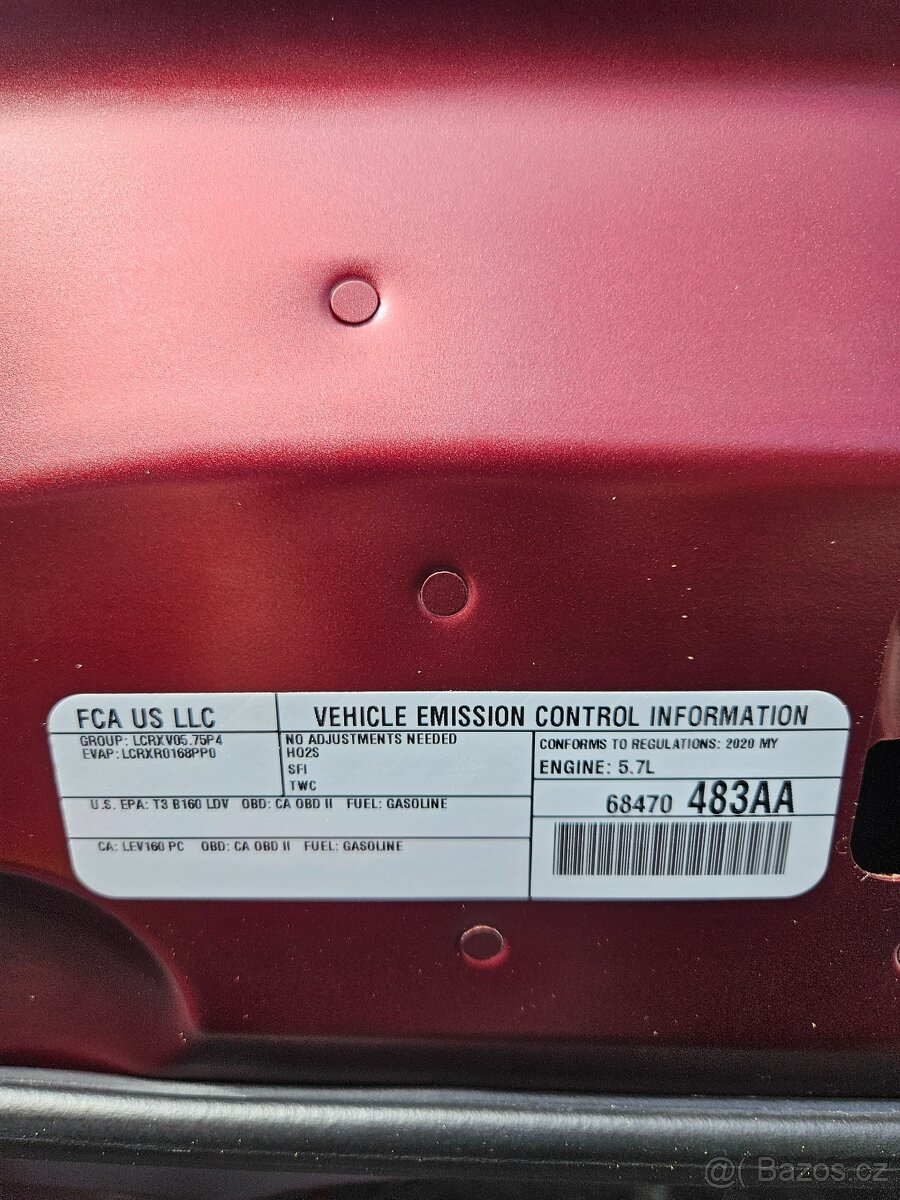 FCA US LLC
VEHICLE EMISSION CONTROL INFORMATION
GROUP: LCRXV05.75P4
EVAP: LCRXR0168PP0
NO ADJUSTMENTS NEEDED
HO2S
SFI
TWC
CONFORMS TO REGULATIONS: 2020 MY
ENGINE: 5.7L
U.S. EPA: T3 B160 LDV OBD: CA OBD II FUEL: GASOLINE
68470 483AA
CA: LEV160 PC OBD: CA OBD II FUEL: GASOLINE
@( Bazos.cz